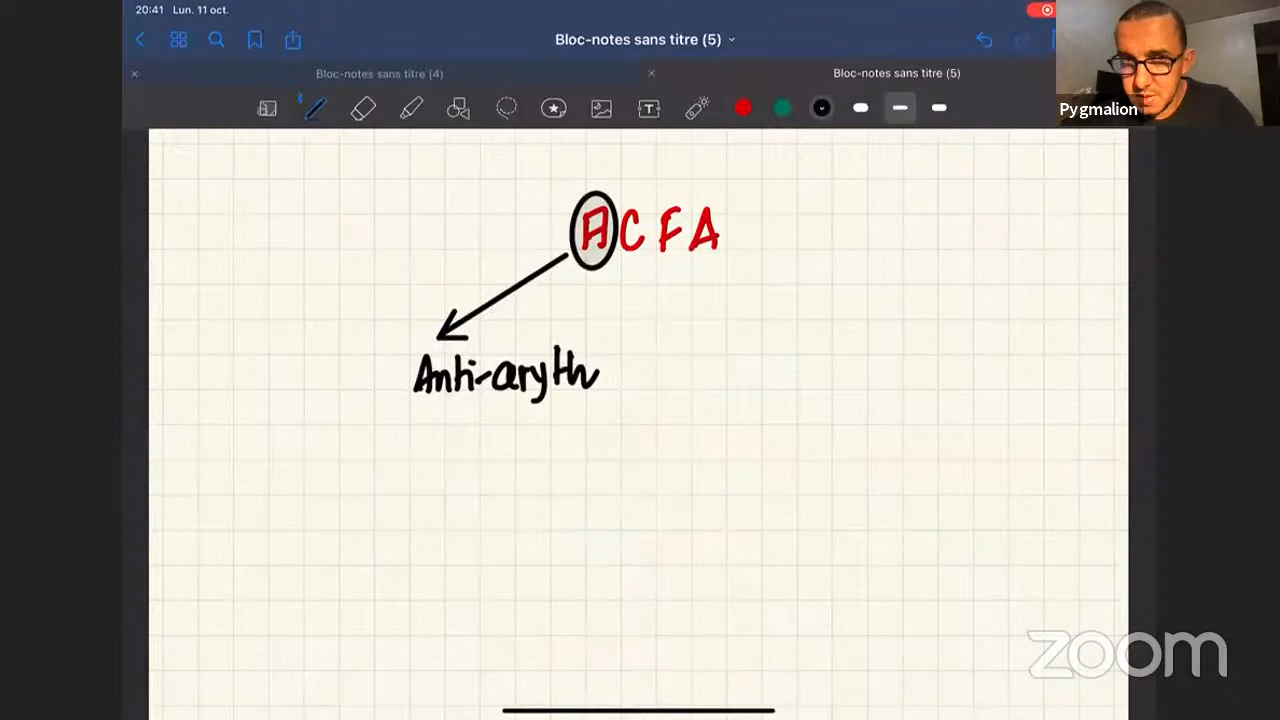 20:41 Lun. 11 oct.
Bloc-notes sans titre (5)
Bloc-notes sans titre (4)
Bloc-notes sans titre (5)
T
Pygmalion
A C F A
Anti-aryth
zoom